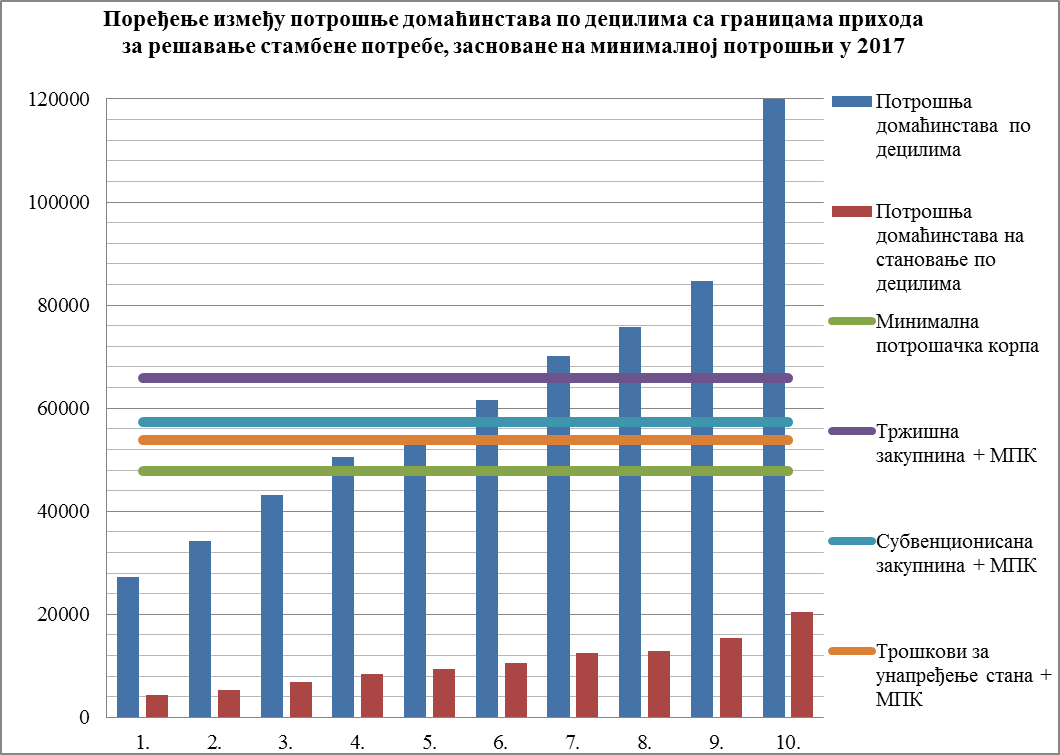 Поређење између потрошње домаћинстава по децилима са границама прихода
за решавање стамбене потребе, засноване на минималној потрошњи у 2017
120000
100000
80000
60000
40000
20000
0
1. 2. 3. 4. 5. 6. 7. 8. 9. 10.
Потрошња
домаћинстава по
децилима
Потрошња
домаћинстава на
становање по
децилима
Минимална
потрошачка корпа
Тржишна
закупнина + МПК
Субвенционисана
закупнина + МПК
Трошкови за
унапређење стана +
МПК